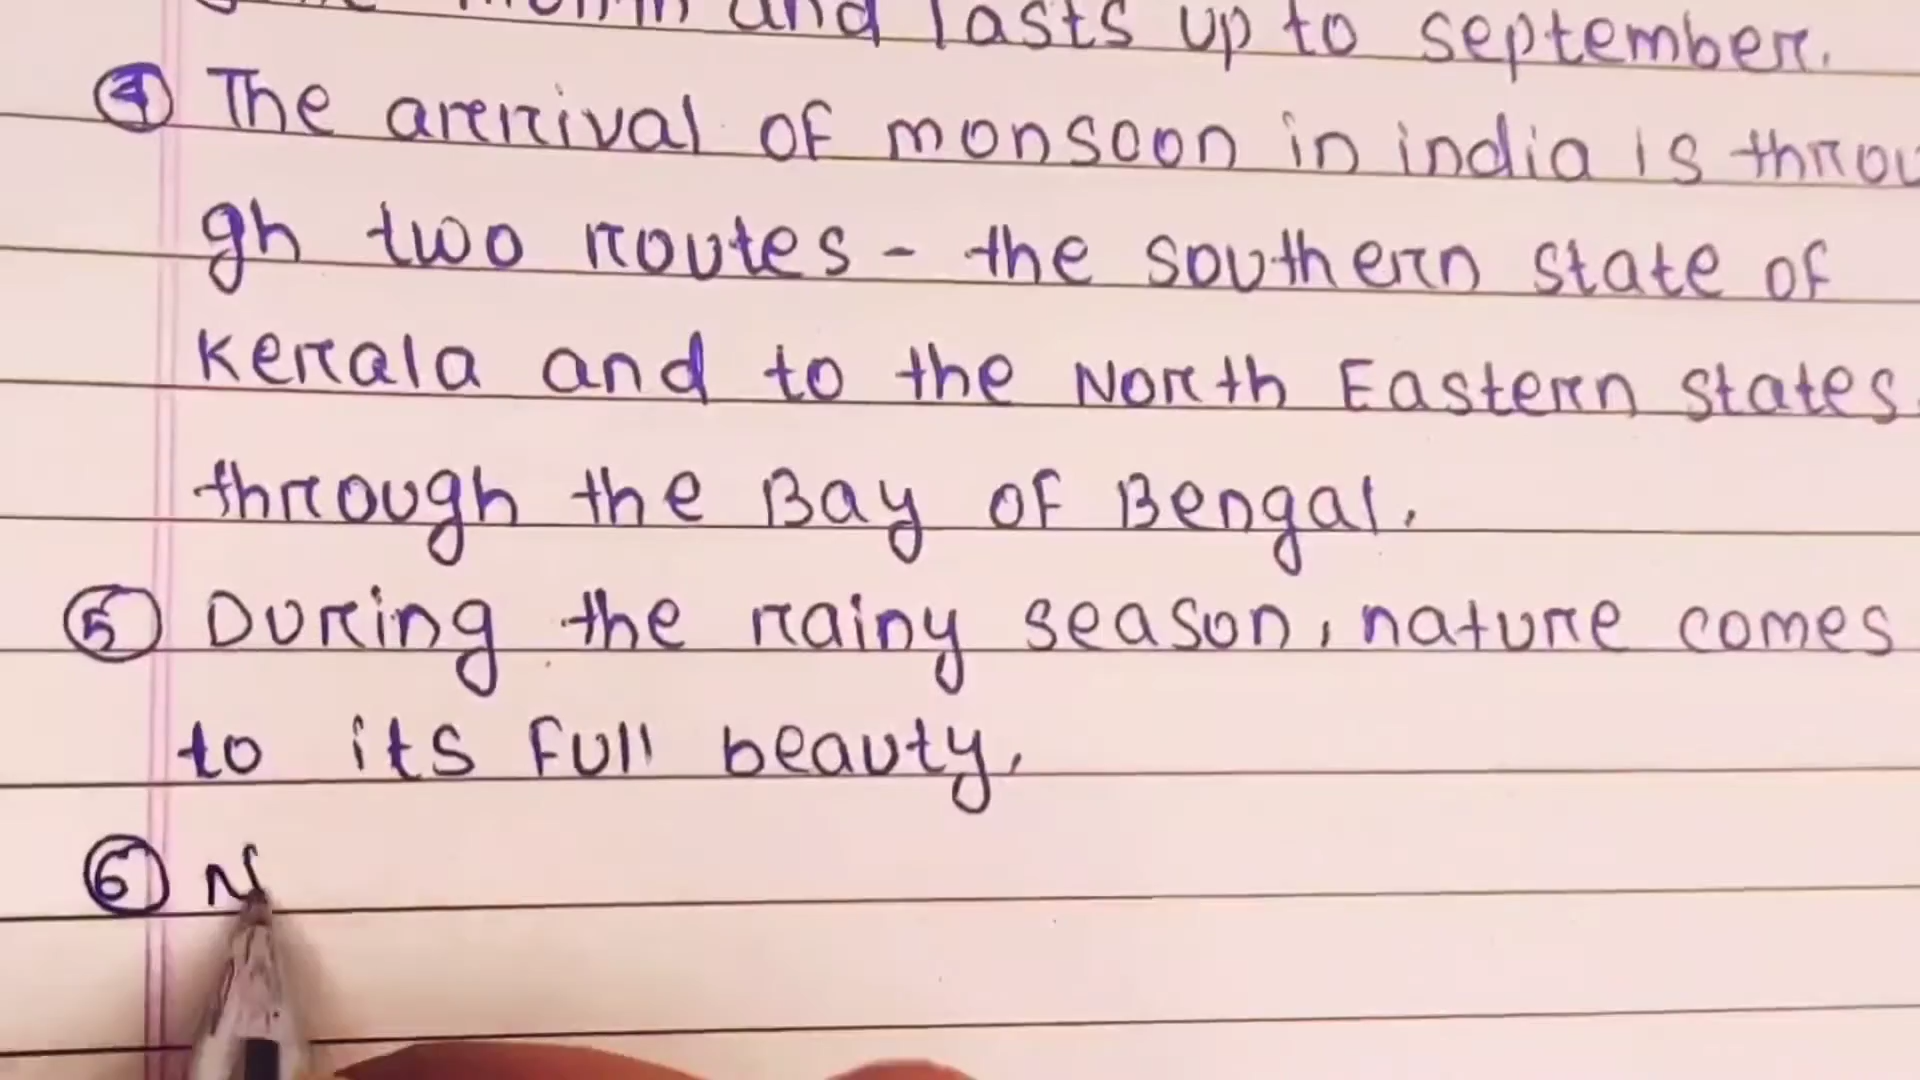 month and lasts up to september.
④ The arrival of monsoon in india is throu
gh two routes - the southern state of
kerala and to the North Eastern states
through the Bay of Bengal.
⑤ During the rainy season, nature comes
to its full beauty.
⑥ N